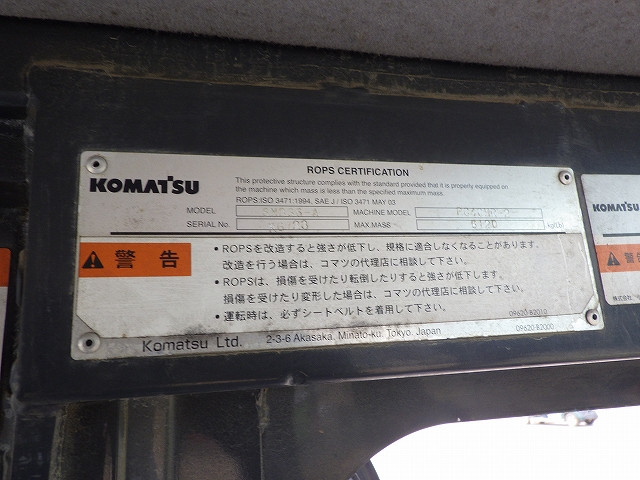 ROPS CERTIFICATION
KOMATSU
This protective structure complies with the standard provided that it is properly equipped on
the machine which mass is less than the specified maximum mass.
ROPS:ISO 3471:1994, SAE J / ISO 3471 MAY 03
MODEL
MACHINE MODEL
SERIAL No.
MAX.MASS
kg(Lb)
警告
• ROPSを改造すると強さが低下し、規格に適合しなくなることがあります。
改造を行う場合は、コマツの代理店に相談して下さい。
• ROPSは、損傷を受けたり転倒したりすると強さが低下します。
損傷を受けたり変形した場合は、コマツの代理店に相談して下さい。
• 運転時は、必ずシートベルトを着用して下さい。
09620 B2012
Komatsu Ltd. 2-3-6 Akasaka, Minato-ku, Tokyo, Japan
09620 B2000
KOMATSU
株式会社